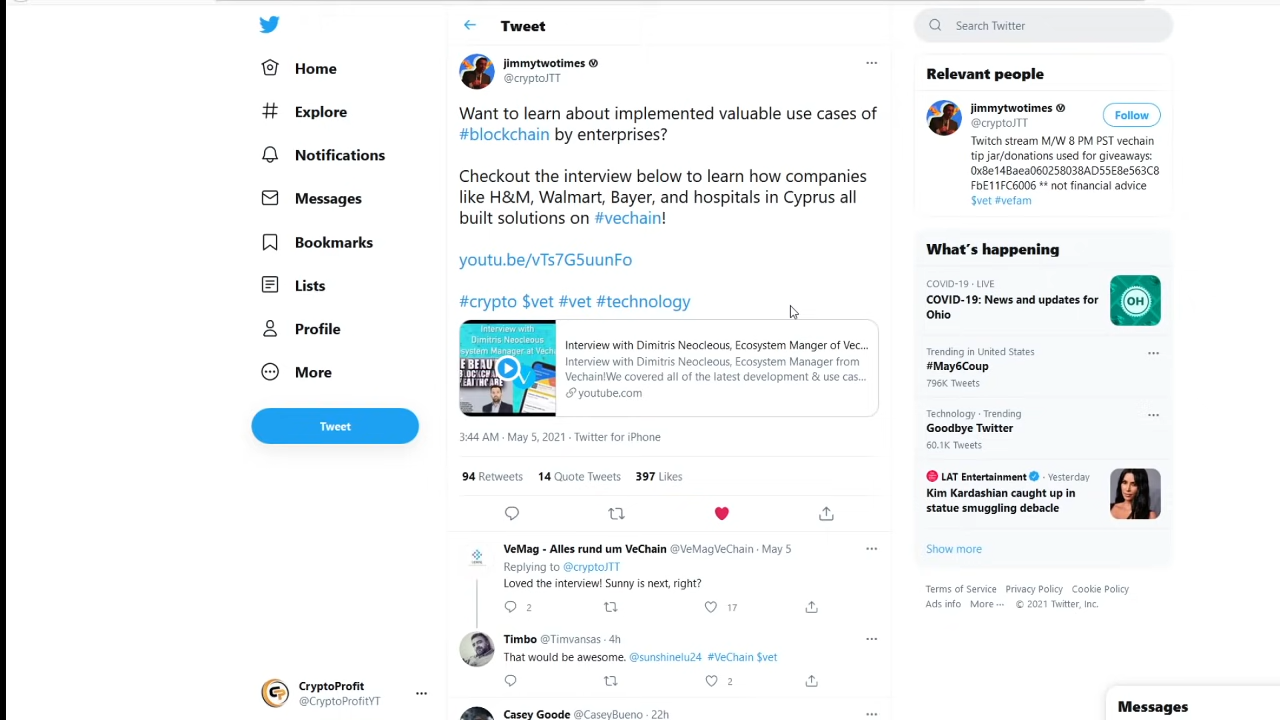 Home
Explore
Notifications
Messages
Bookmarks
Lists
Profile
More
Tweet
CryptoProfit
@CryptoProfitYT
Tweet
jimmytwotimes
@cryptoJTT
Want to learn about implemented valuable use cases of
#blockchain by enterprises?
Checkout the interview below to learn how companies
like H&M, Walmart, Bayer, and hospitals in Cyprus all
built solutions on #vechain!
youtu.be/vTs7G5uunFo
#crypto $vet #vet #technology
Interview with
Dimitris Neocleous,
Interview with Dimitris Neocleous, Ecosystem Manger of Vec...
Interview with Dimitris Neocleous, Ecosystem Manager from
Vechain!We covered all of the latest development & use cas...
youtube.com
3:44 AM · May 5, 2021 · Twitter for iPhone
94 Retweets 14 Quote Tweets 397 Likes
VeMag - Alles rund um VeChain @VeMagVeChain · May 5
Replying to @cryptoJTT
Loved the interview! Sunny is next, right?
2 17
Timbo @Timvansas · 4h
That would be awesome. @sunshinelu24 #VeChain $vet
2
Casey Goode @CaseyBueno · 22h
Search Twitter
Relevant people
jimmytwotimes
@cryptoJTT
Follow
Twitch stream M/W 8 PM PST vechain
tip jar/donations used for giveaways:
0x8e14Baea060258038AD55E8e563C8
FbE11FC6006 ** not financial advice
$vet #vefam
What's happening
COVID-19 · LIVE
COVID-19: News and updates for
Ohio
OH
Trending in United States
#May6Coup
796K Tweets
Technology · Trending
Goodbye Twitter
60.1K Tweets
LAT Entertainment · Yesterday
Kim Kardashian caught up in
statue smuggling debacle
Show more
Terms of Service Privacy Policy Cookie Policy
Ads info More ··· © 2021 Twitter, Inc.
Messages